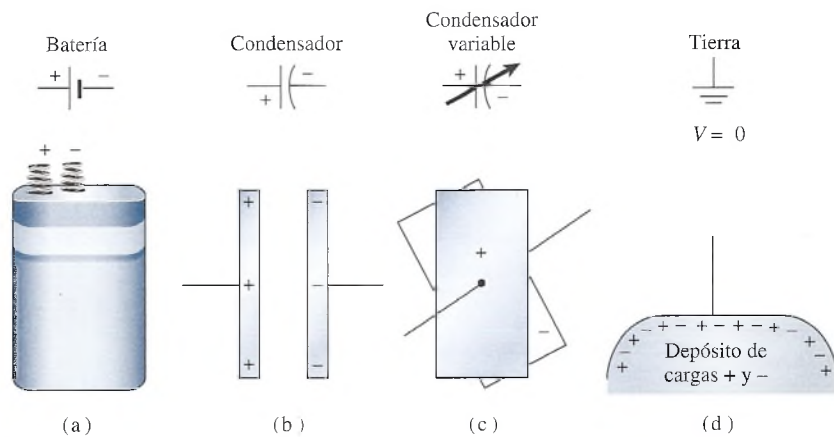 Batería
Condensador
Condensador
variable
Tierra
+ −
+ −
+ −
V = 0
+ −
+ −
+ −
+ −
+
−
+ − + − + − + − + − + − + − +
Depósito de
cargas + y −
(a) (b) (c) (d)